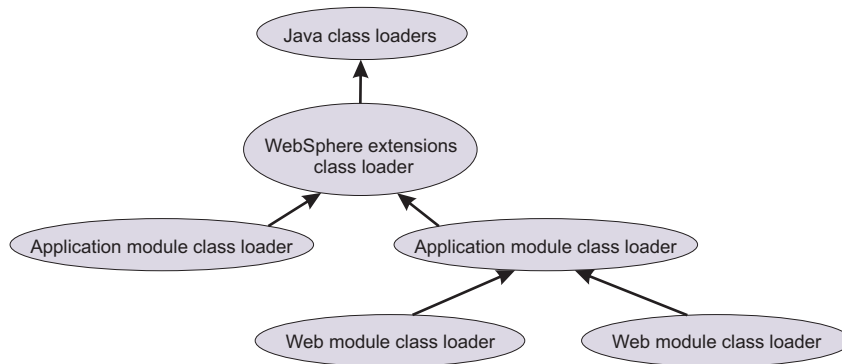 Java class loaders
WebSphere extensions
class loader
Application module class loader
Application module class loader
Web module class loader
Web module class loader